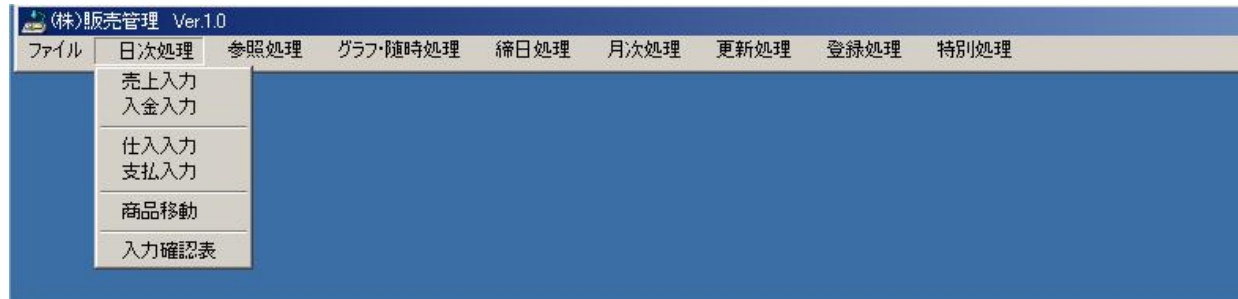 (株)販売管理 Ver.1.0
ファイル 日次処理 参照処理 グラフ・随時処理 締日処理 月次処理 更新処理 登録処理 特別処理
売上入力
入金入力
仕入入力
支払入力
商品移動
入力確認表